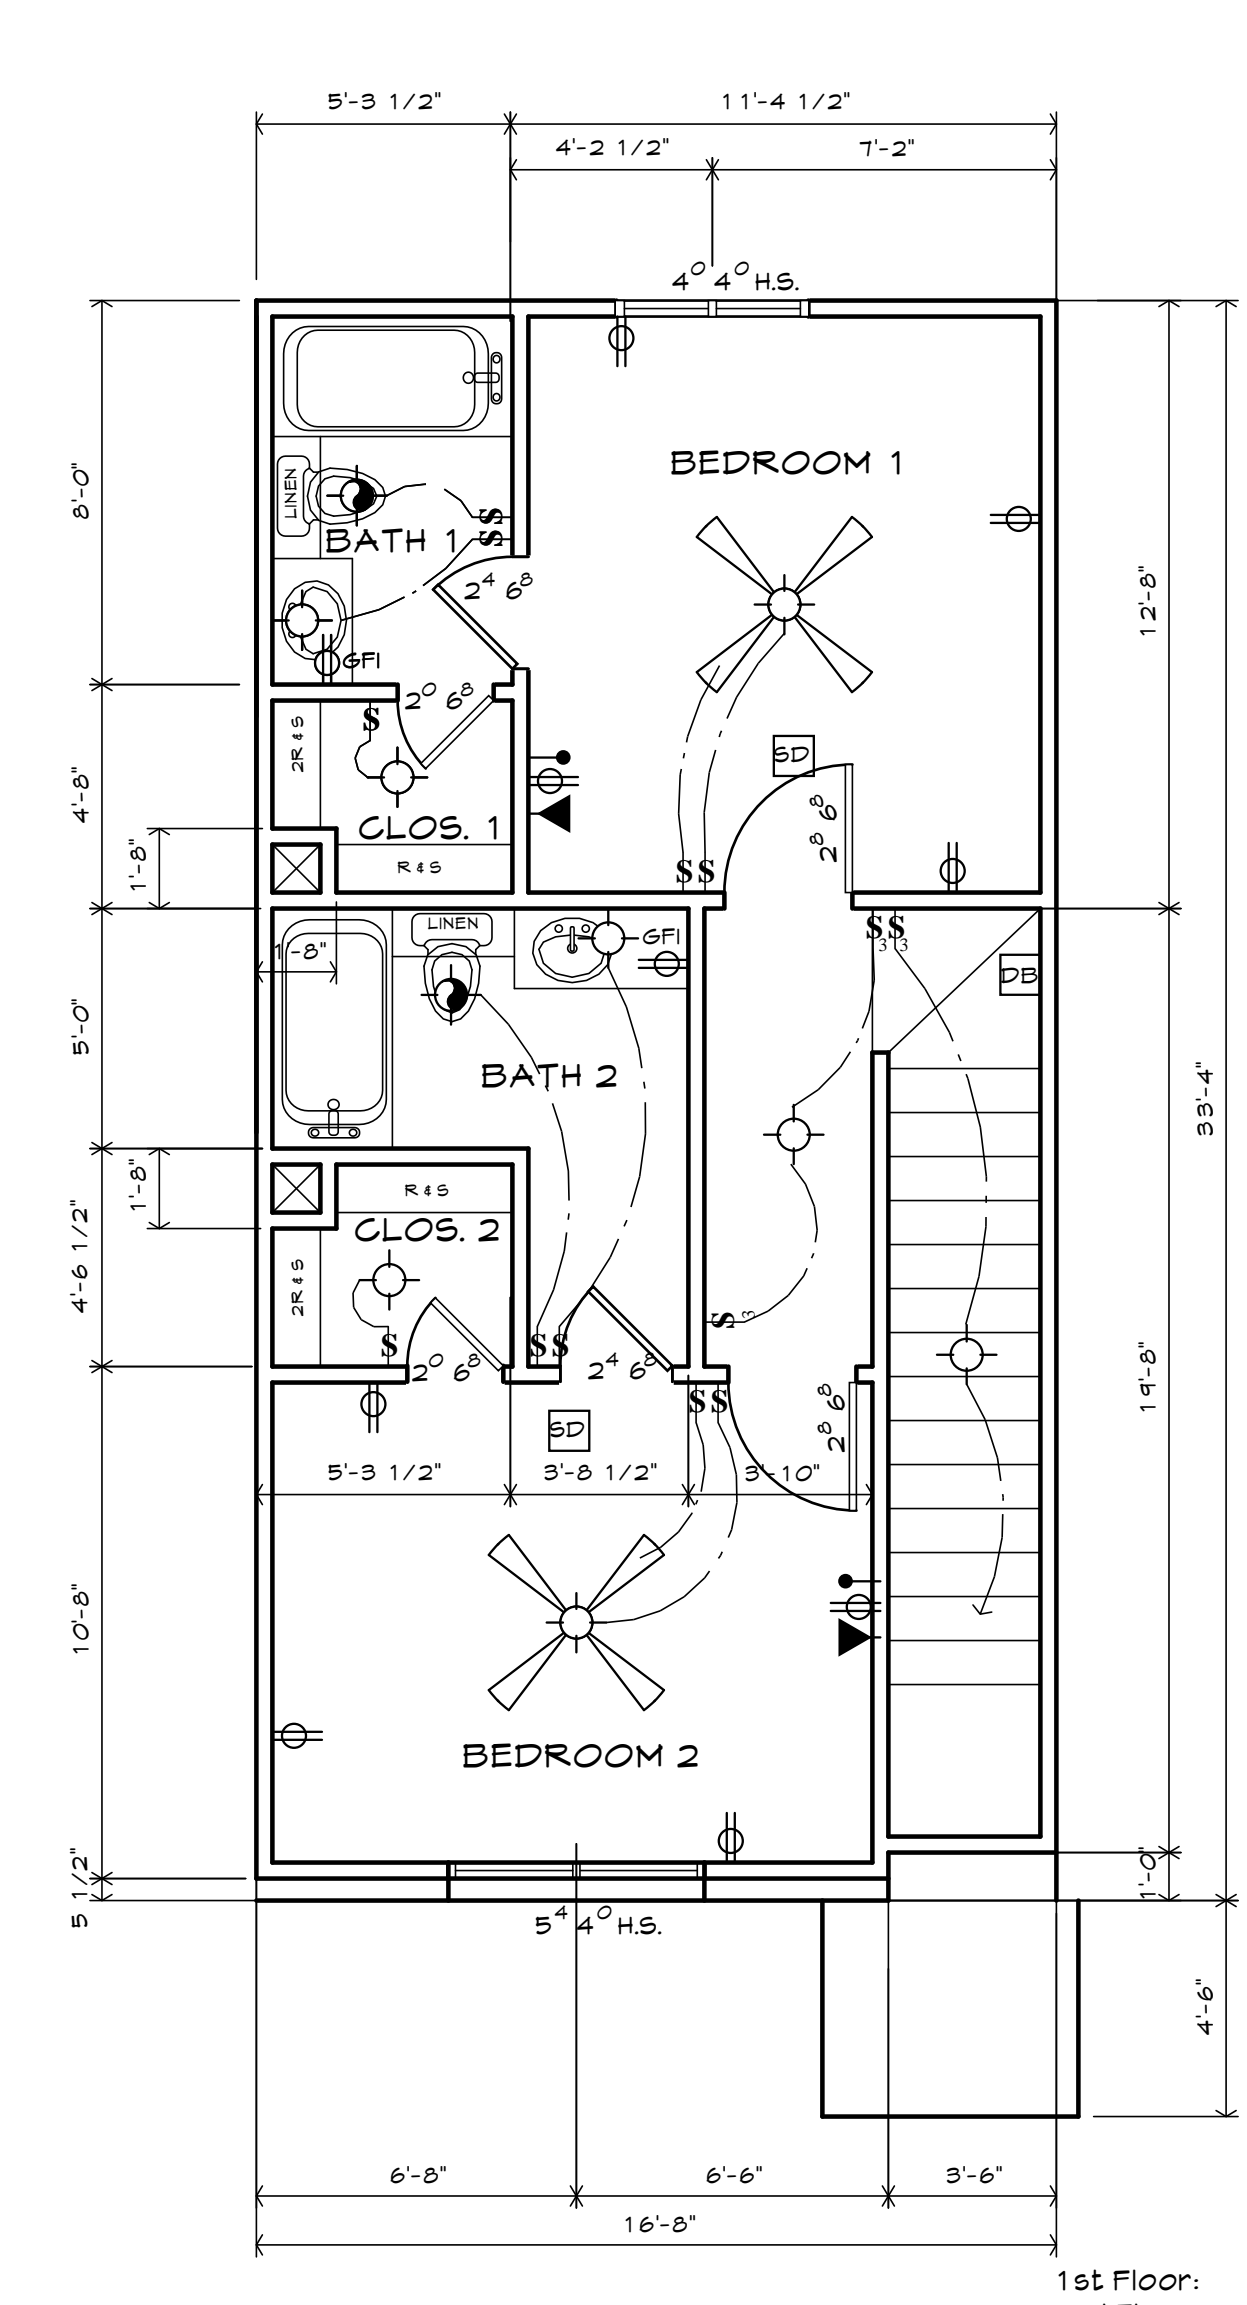 5'-3 1/2"
11'-4 1/2"
4'-2 1/2"
7'-2"
4⁰ 4⁰ H.S.
8'-0"
LINEN
BEDROOM 1
S
S
BATH 1
2⁴ 6⁸
12'-8"
GFI
2⁰ 6⁸
S
2R & S
SD
4'-8"
CLOS. 1
2⁸ 6⁸
1'-8"
R & S
S S
LINEN
GFI
S₃ S₃
1'-8"
DB
5'-0"
BATH 2
33'-4"
1'-8"
R & S
CLOS. 2
4'-6 1/2"
2R & S
S₃
S
S S
2⁰ 6⁸
2⁴ 6⁸
19'-8"
S S
2⁸ 6⁸
SD
5'-3 1/2"
3'-8 1/2"
3'-10"
10'-8"
BEDROOM 2
5 1/2"
1'-0"
5⁴ 4⁰ H.S.
4'-6"
6'-8"
6'-6"
3'-6"
16'-8"
1st Floor: